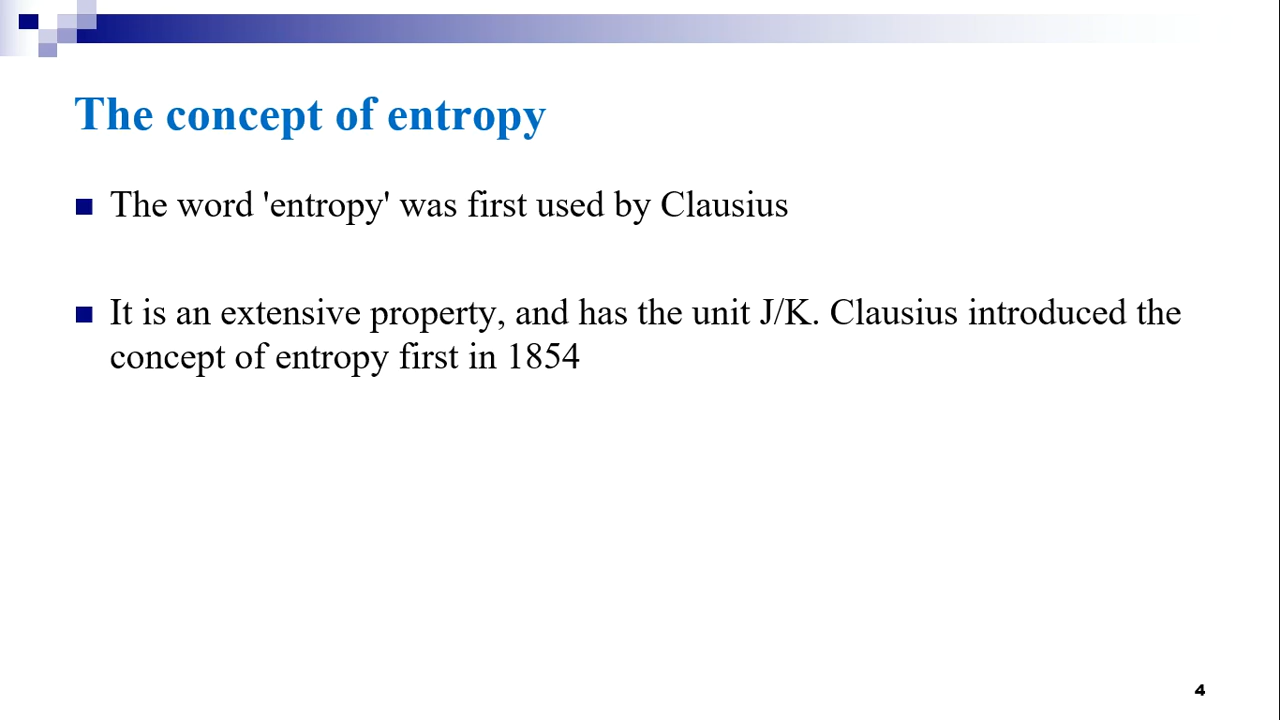 The concept of entropy
The word 'entropy' was first used by Clausius
It is an extensive property, and has the unit J/K. Clausius introduced the
concept of entropy first in 1854
4